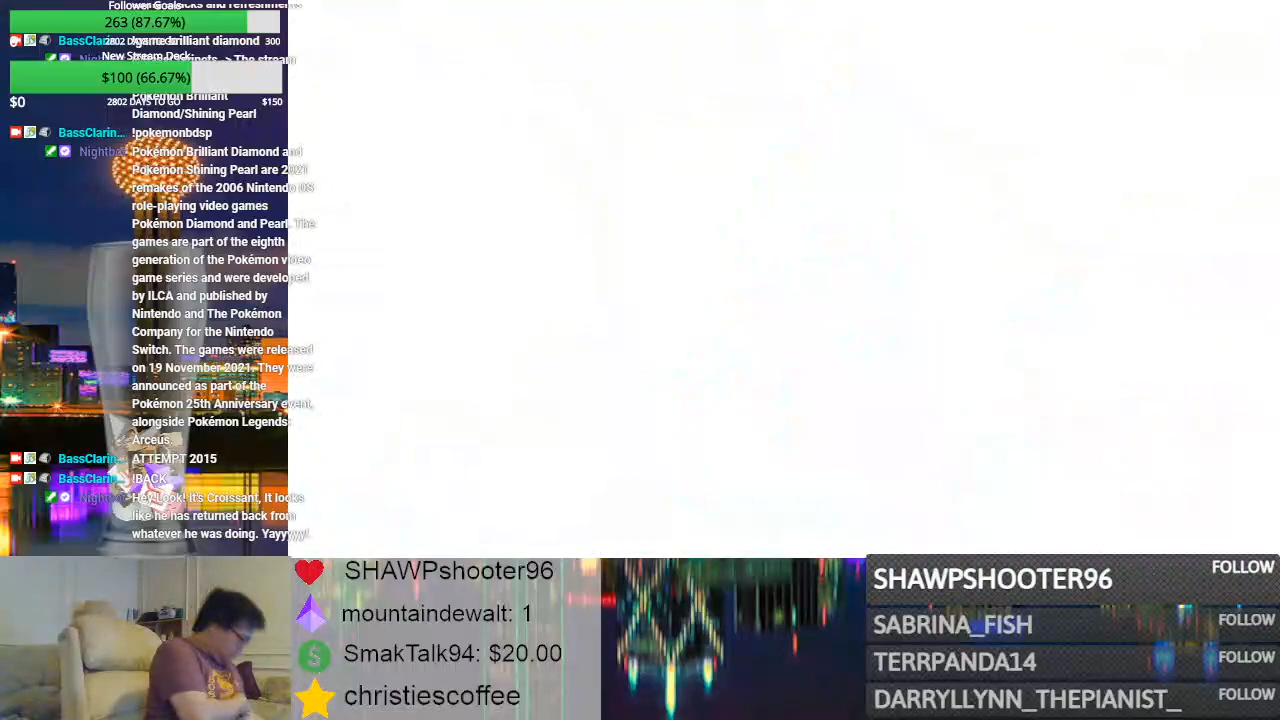 Follower Goals
263 (87.67%)
BassClarin... !game brilliant diamond
300
New Stream Deck
The stream
$100 (66.67%)
$0
2802 DAYS TO GO
$150
Pokémon Brilliant
Diamond/Shining Pearl
BassClarin... !pokemonbdsp
Pokémon Brilliant Diamond and
Pokémon Shining Pearl are 2021
remakes of the 2006 Nintendo DS
role-playing video games
Pokémon Diamond and Pearl. The
games are part of the eighth
generation of the Pokémon video
game series and were developed
by ILCA and published by
Nintendo and The Pokémon
Company for the Nintendo
Switch. The games were released
on 19 November 2021. They were
announced as part of the
Pokémon 25th Anniversary event,
alongside Pokémon Legends
Arceus.
BassClarin... ATTEMPT 2015
BassClarin... !BACK
Hey Look! It's Croissant, It looks
like he has returned back from
whatever he was doing. Yayyyyy!
SHAWPshooter96
mountaindewalt: 1
SmakTalk94: $20.00
christiescoffee
SHAWPSHOOTER96 FOLLOW
SABRINA_FISH FOLLOW
TERRPANDA14 FOLLOW
DARRYLLYNN_THEPIANIST_ FOLLOW